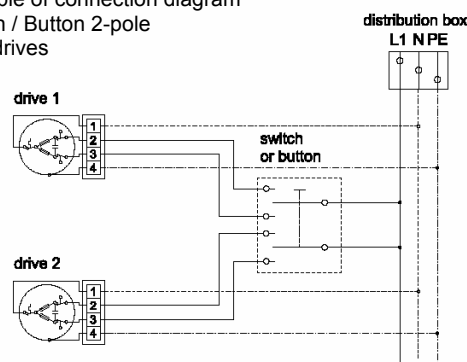 ple of connection diagram
n / Button 2-pole
drives
distribution box
L1 N PE
drive 1
1
2
3
4
switch
or button
drive 2
1
2
3
4